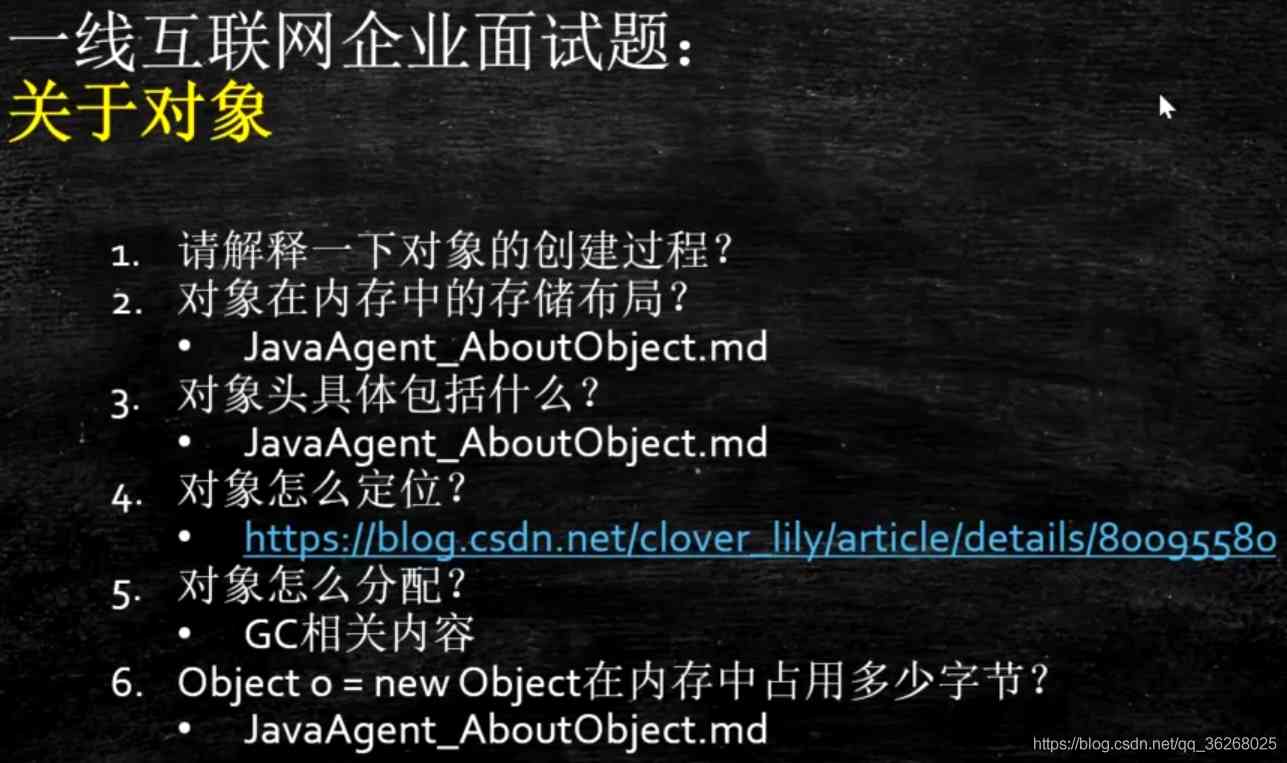 一线互联网企业面试题：
关于对象
1. 请解释一下对象的创建过程？
2. 对象在内存中的存储布局？
• JavaAgent_AboutObject.md
3. 对象头具体包括什么？
• JavaAgent_AboutObject.md
4. 对象怎么定位？
• https://blog.csdn.net/clover_lily/article/details/80095580
5. 对象怎么分配？
• GC相关内容
6. Object o = new Object在内存中占用多少字节？
• JavaAgent_AboutObject.md
https://blog.csdn.net/qq_36268025